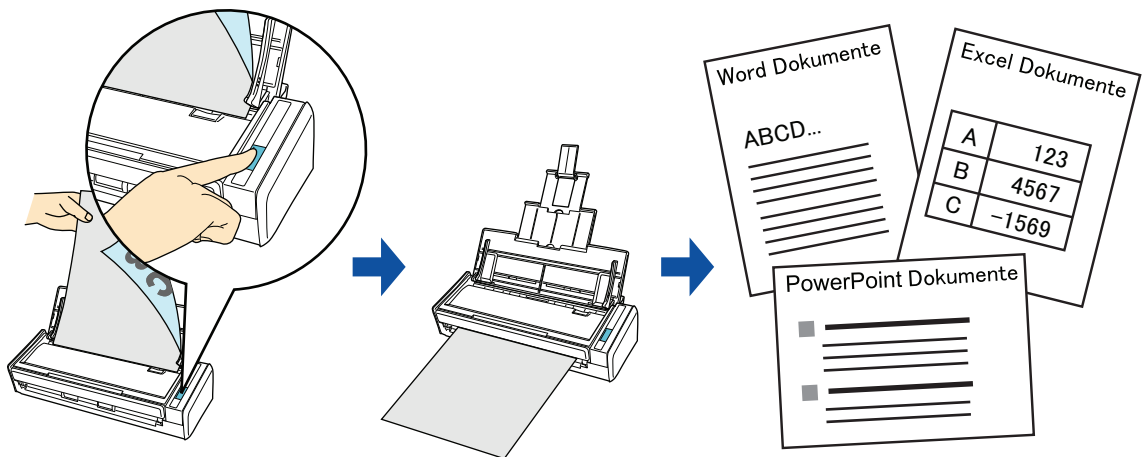 Word Dokumente
ABCD...
Excel Dokumente
A 123
B 4567
C -1569
PowerPoint Dokumente